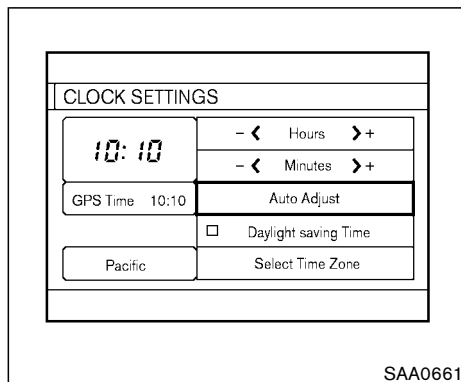 CLOCK SETTINGS
10:10
- < Hours > +
- < Minutes > +
GPS Time 10:10
Auto Adjust
Daylight saving Time
Pacific
Select Time Zone
SAA0661